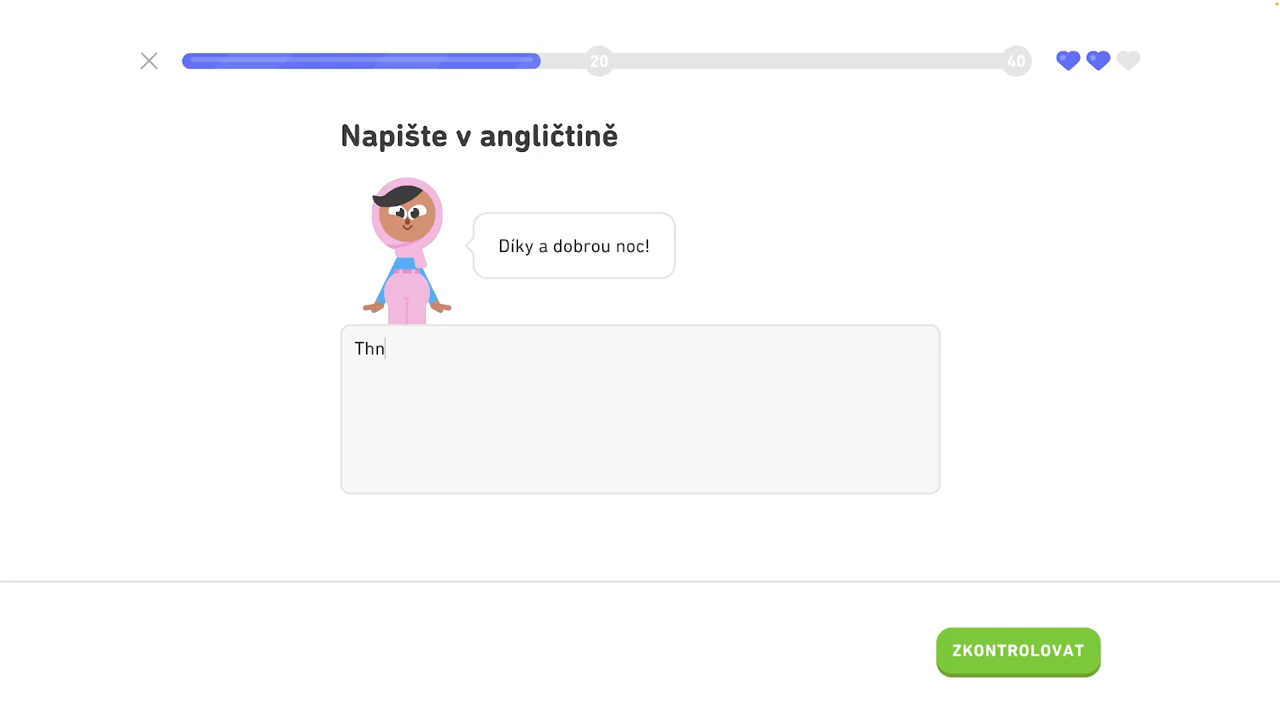 20
40
Napište v angličtině
Díky a dobrou noc!
Thn
ZKONTROLOVAT